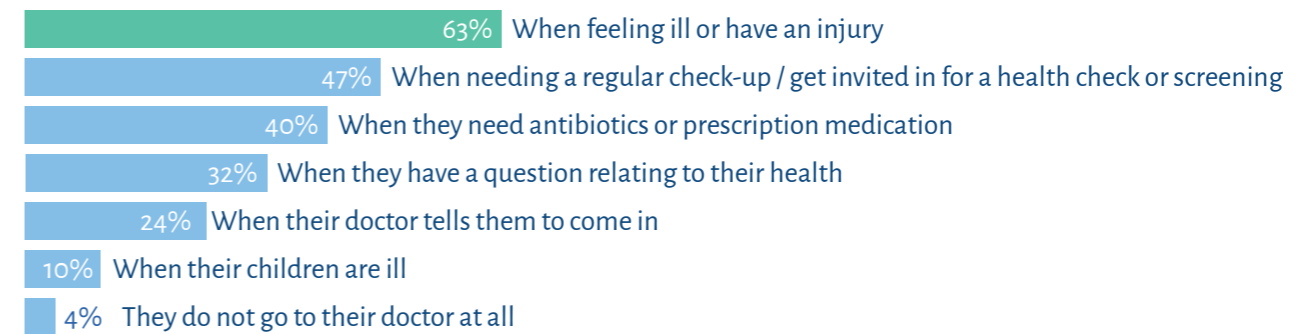 63% When feeling ill or have an injury
47% When needing a regular check-up / get invited in for a health check or screening
40% When they need antibiotics or prescription medication
32% When they have a question relating to their health
24% When their doctor tells them to come in
10% When their children are ill
4% They do not go to their doctor at all